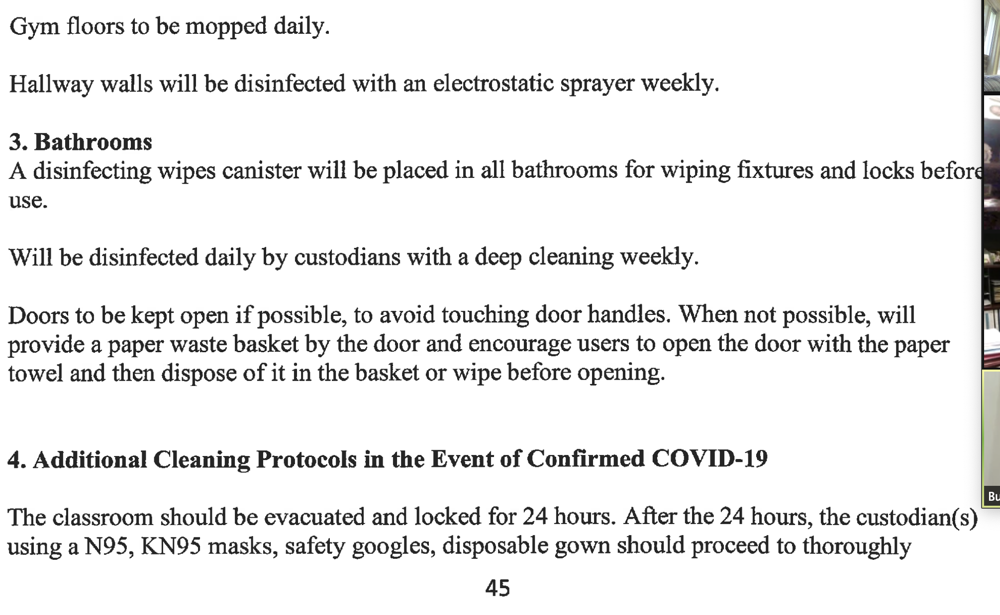 Gym floors to be mopped daily.
Hallway walls will be disinfected with an electrostatic sprayer weekly.
3. Bathrooms
A disinfecting wipes canister will be placed in all bathrooms for wiping fixtures and locks before
use.
Will be disinfected daily by custodians with a deep cleaning weekly.
Doors to be kept open if possible, to avoid touching door handles. When not possible, will
provide a paper waste basket by the door and encourage users to open the door with the paper
towel and then dispose of it in the basket or wipe before opening.
4. Additional Cleaning Protocols in the Event of Confirmed COVID-19
The classroom should be evacuated and locked for 24 hours. After the 24 hours, the custodian(s)
using a N95, KN95 masks, safety googles, disposable gown should proceed to thoroughly
45
Bu